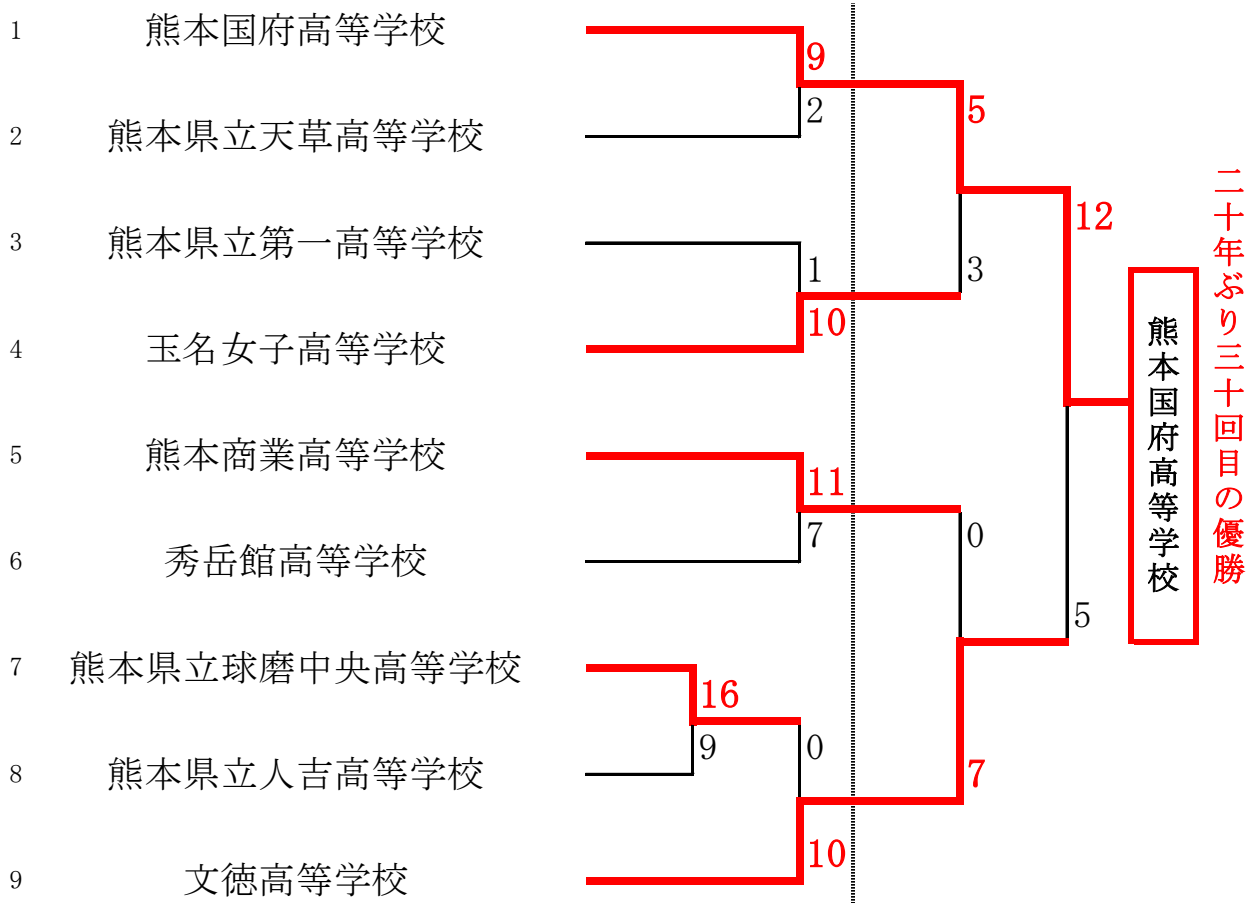 1 熊本国府高等学校
2 熊本県立天草高等学校
3 熊本県立第一高等学校
4 玉名女子高等学校
5 熊本商業高等学校
6 秀岳館高等学校
7 熊本県立球磨中央高等学校
8 熊本県立人吉高等学校
9 文徳高等学校
9
2
1
10
11
7
16
9
0
10
5
3
0
7
12
5
熊本国府高等学校
二十年ぶり三十回目の優勝